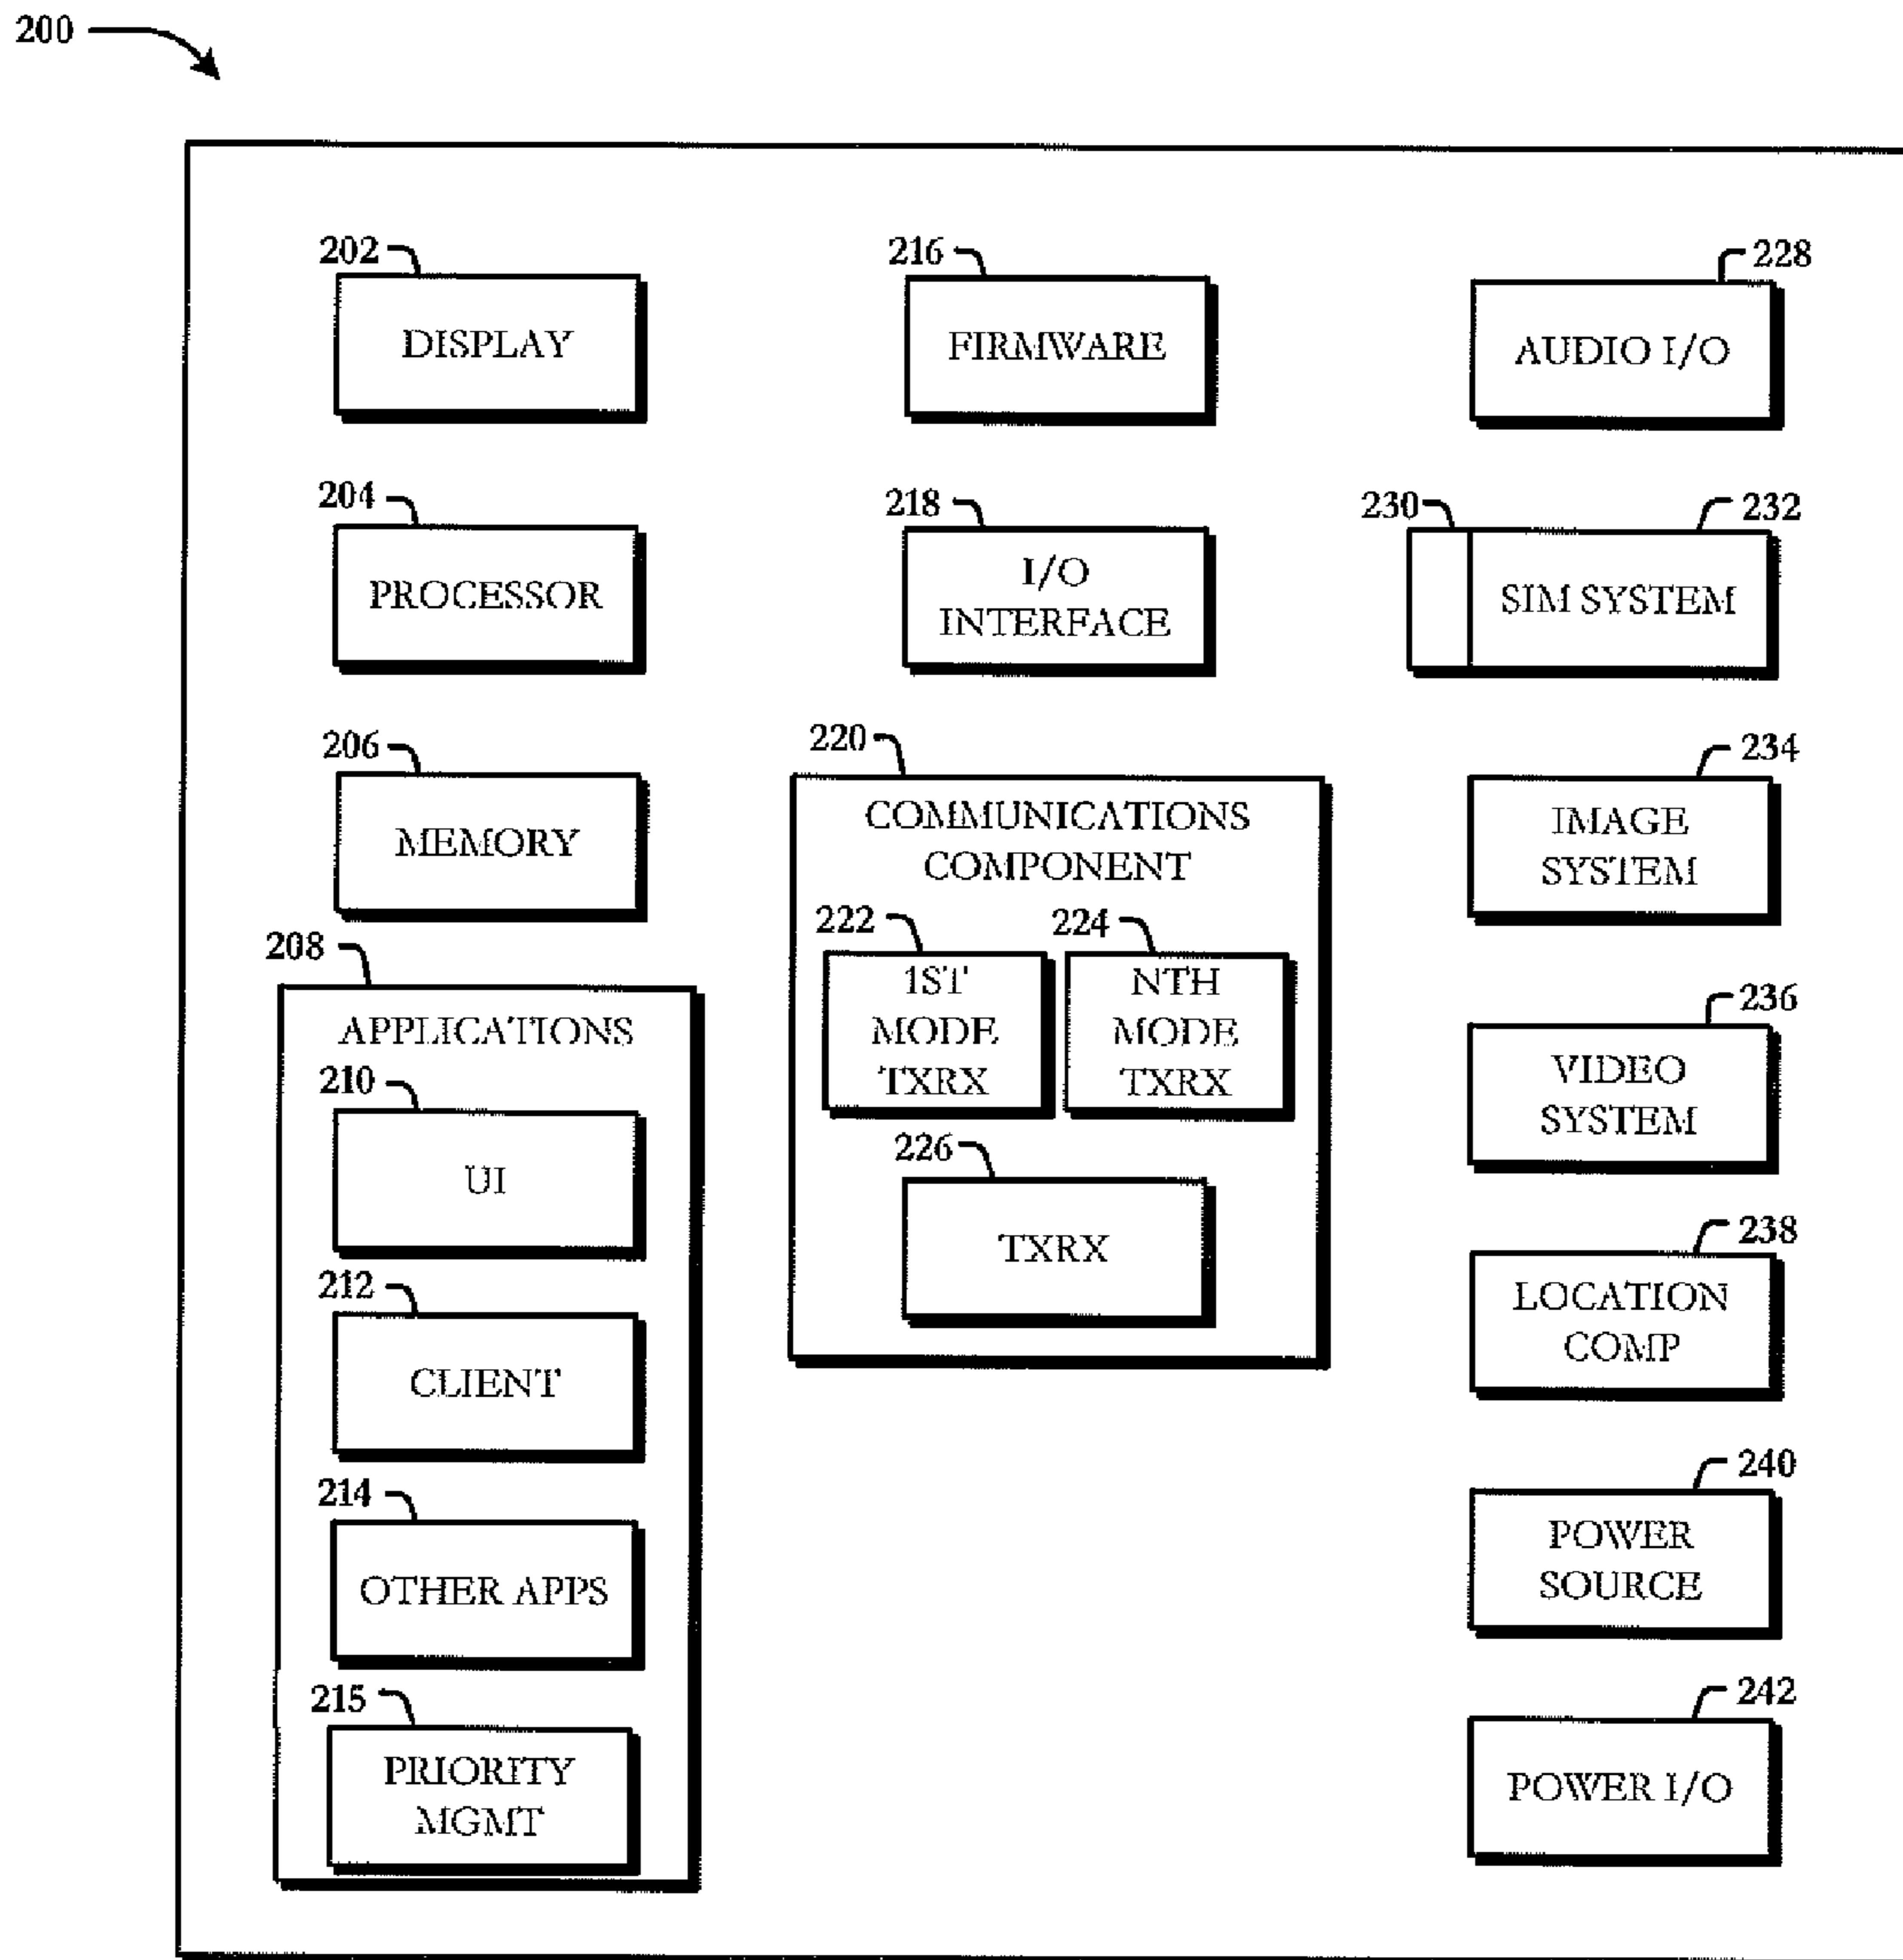 200
202
DISPLAY
204
PROCESSOR
206
MEMORY
208
APPLICATIONS
210
UI
212
CLIENT
214
OTHER APPS
215
PRIORITY
MGMT
216
FIRMWARE
218
I/O
INTERFACE
220
COMMUNICATIONS
COMPONENT
222
1ST
MODE
TXRX
224
NTH
MODE
TXRX
226
TXRX
228
AUDIO I/O
230
232
SIM SYSTEM
234
IMAGE
SYSTEM
236
VIDEO
SYSTEM
238
LOCATION
COMP
240
POWER
SOURCE
242
POWER I/O